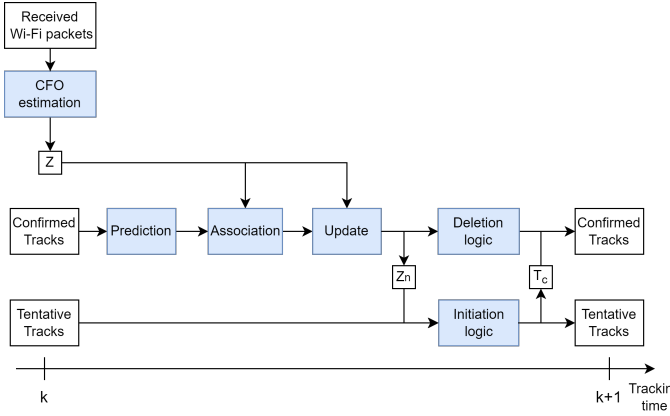 Received
Wi-Fi packets
CFO
estimation
Z
Confirmed
Tracks
Prediction
Association
Update
Deletion
logic
Confirmed
Tracks
Zn
Tc
Tentative
Tracks
Initiation
logic
Tentative
Tracks
k
k+1
Trackin
time